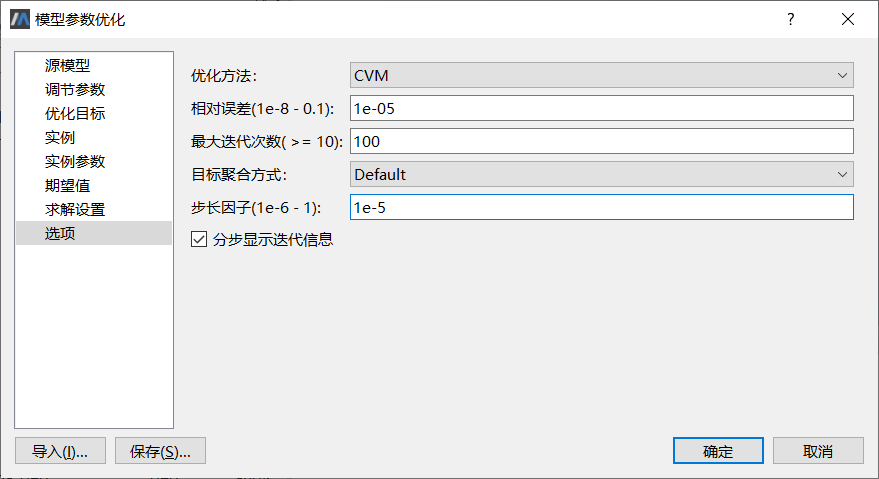 模型参数优化
?
源模型
调节参数
优化目标
实例
实例参数
期望值
求解设置
选项
优化方法:
CVM
相对误差(1e-8 - 0.1):
1e-05
最大迭代次数( >= 10):
100
目标聚合方式:
Default
步长因子(1e-6 - 1):
1e-5
分步显示迭代信息
导入(I)...
保存(S)...
确定
取消